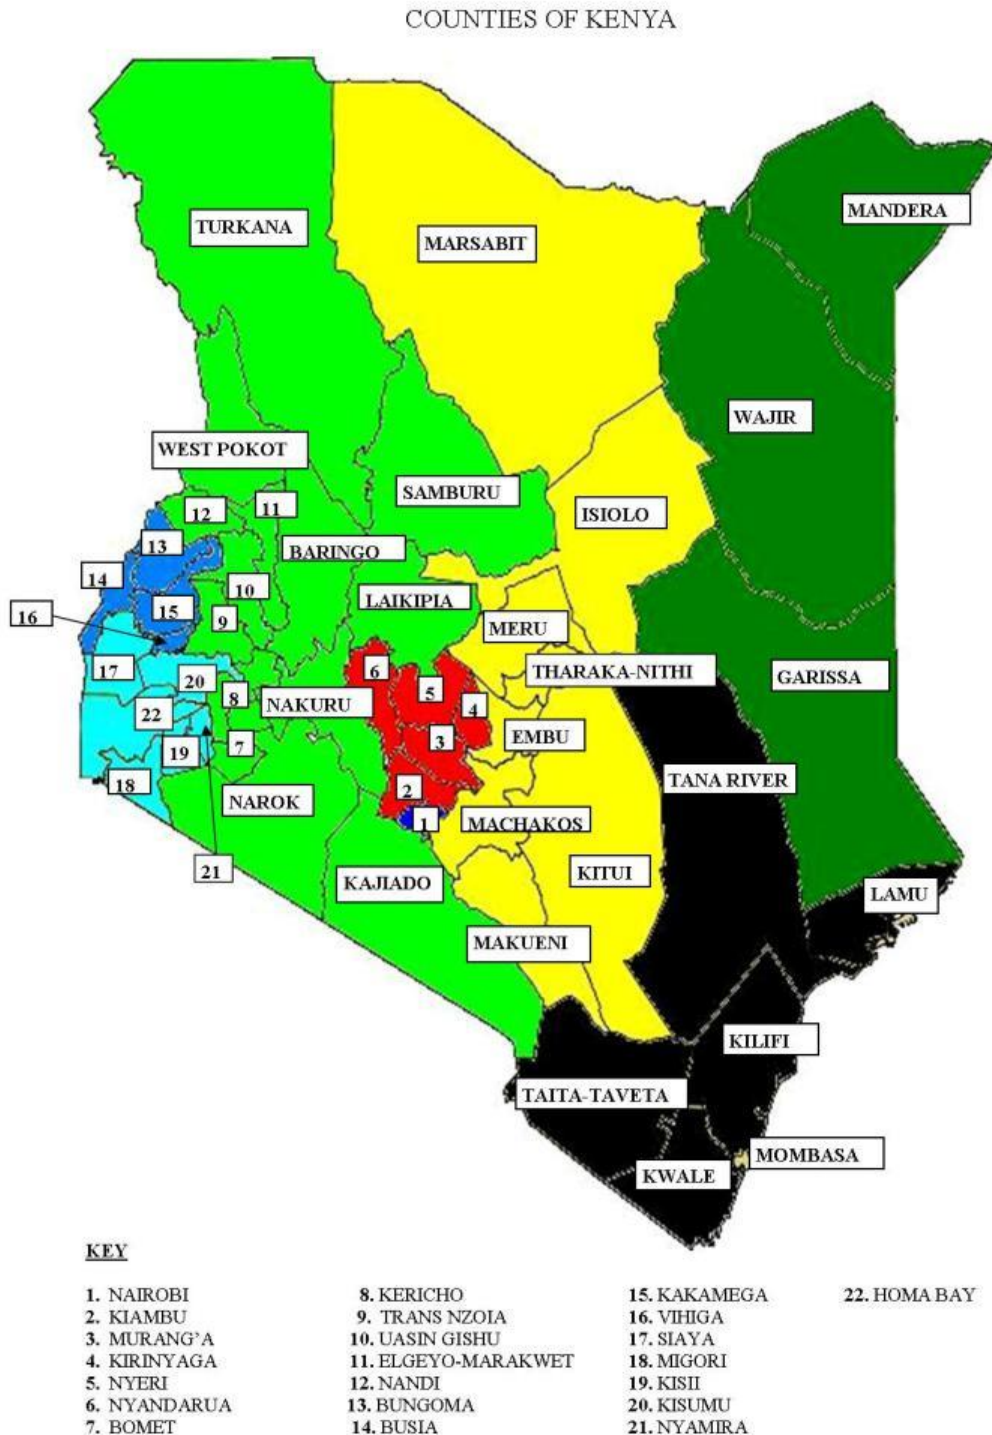 COUNTIES OF KENYA
MANDERA
TURKANA
MARSABIT
WAJIR
WEST POKOT
SAMBURU
11
12
ISIOLO
13
BARINGO
14
10
LAIKIPIA
15
16
9
MERU
17
6
THARAKA-NITHI
20
5
GARISSA
8
NAKURU
4
22
EMBU
3
19
7
TANA RIVER
18
2
NAROK
1
MACHAKOS
21
KITUI
KAJIADO
LAMU
MAKUENI
KILIFI
TAITA-TAVETA
MOMBASA
KWALE
KEY
1. NAIROBI
2. KIAMBU
3. MURANG'A
4. KIRINYAGA
5. NYERI
6. NYANDARUA
7. BOMET
8. KERICHO
9. TRANS NZOIA
10. UASIN GISHU
11. ELGEYO-MARAKWET
12. NANDI
13. BUNGOMA
14. BUSIA
15. KAKAMEGA
16. VIHIGA
17. SIAYA
18. MIGORI
19. KISII
20. KISUMU
21. NYAMIRA
22. HOMA BAY